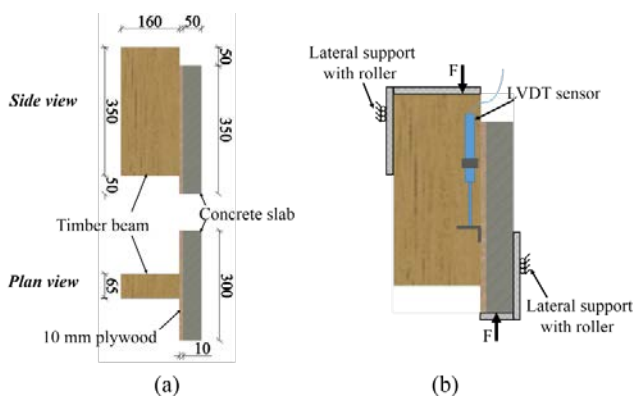 160
50
Side view
350
50
50
350
Timber beam
Concrete slab
Plan view
65
300
10 mm plywood
10
(a)
Lateral support
with roller
F
LVDT sensor
Lateral support
with roller
F
(b)